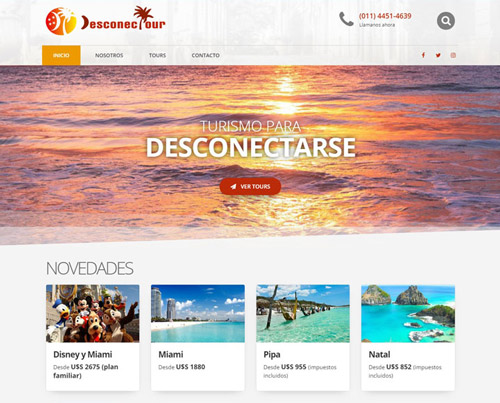 DesconecTour
(011) 4451-4639
Llamanos ahora
INICIO
NOSOTROS
TOURS
CONTACTO
TURISMO PARA
DESCONECTARSE
VER TOURS
NOVEDADES
Disney y Miami
Desde U$S 2675 (plan
familiar)
Miami
Desde U$S 1880
Pipa
Desde U$S 955 (impuestos
incluidos)
Natal
Desde U$S 852 (impuestos
incluidos)